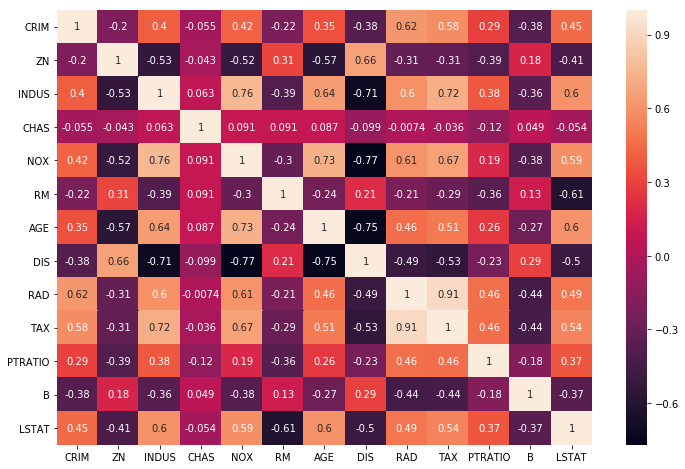 CRIM 1 -0.2 0.4 -0.055 0.42 -0.22 0.35 -0.38 0.62 0.58 0.29 -0.38 0.45
ZN -0.2 1 -0.53 -0.043 -0.52 0.31 -0.57 0.66 -0.31 -0.31 -0.39 0.18 -0.41
INDUS 0.4 -0.53 1 0.063 0.76 -0.39 0.64 -0.71 0.6 0.72 0.38 -0.36 0.6
CHAS -0.055 -0.043 0.063 1 0.091 0.091 0.087 -0.099 -0.0074 -0.036 -0.12 0.049 -0.054
NOX 0.42 -0.52 0.76 0.091 1 -0.3 0.73 -0.77 0.61 0.67 0.19 -0.38 0.59
RM -0.22 0.31 -0.39 0.091 -0.3 1 -0.24 0.21 -0.21 -0.29 -0.36 0.13 -0.61
AGE 0.35 -0.57 0.64 0.087 0.73 -0.24 1 -0.75 0.46 0.51 0.26 -0.27 0.6
DIS -0.38 0.66 -0.71 -0.099 -0.77 0.21 -0.75 1 -0.49 -0.53 -0.23 0.29 -0.5
RAD 0.62 -0.31 0.6 -0.0074 0.61 -0.21 0.46 -0.49 1 0.91 0.46 -0.44 0.49
TAX 0.58 -0.31 0.72 -0.036 0.67 -0.29 0.51 -0.53 0.91 1 0.46 -0.44 0.54
PTRATIO 0.29 -0.39 0.38 -0.12 0.19 -0.36 0.26 -0.23 0.46 0.46 1 -0.18 0.37
B -0.38 0.18 -0.36 0.049 -0.38 0.13 -0.27 0.29 -0.44 -0.44 -0.18 1 -0.37
LSTAT 0.45 -0.41 0.6 -0.054 0.59 -0.61 0.6 -0.5 0.49 0.54 0.37 -0.37 1
CRIM ZN INDUS CHAS NOX RM AGE DIS RAD TAX PTRATIO B LSTAT
0.9
0.6
0.3
0.0
-0.3
-0.6